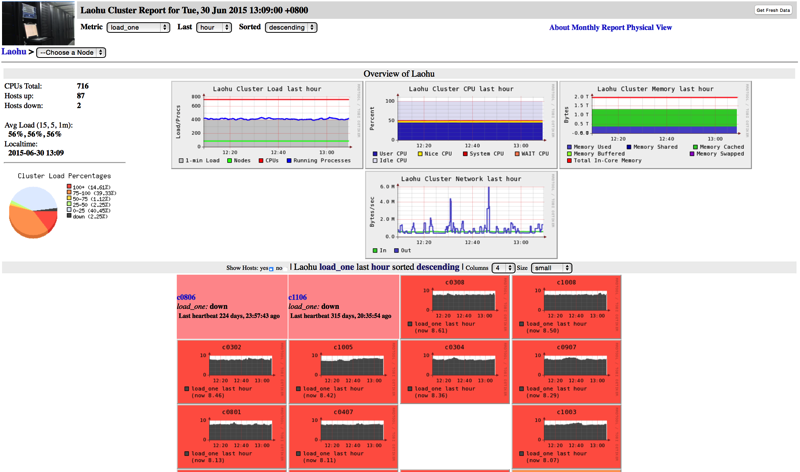 Laohu Cluster Report for Tue, 30 Jun 2015 13:09:00 +0800
Get Fresh Data
Metric load_one Last hour Sorted descending
About Monthly Report Physical View
Laohu > --Choose a Node
Overview of Laohu
CPUs Total: 716
Hosts up: 87
Hosts down: 2
Avg Load (15, 5, 1m):
56%, 56%, 56%
Localtime:
2015-06-30 13:09
Cluster Load Percentages
100+ (14.61%)
75-100 (39.33%)
50-75 (1.12%)
25-50 (2.25%)
0-25 (40.45%)
down (2.25%)
Laohu Cluster Load last hour
Load/Procs
800
600
400
200
0
12:20 12:40 13:00
1-min Load Nodes CPUs Running Processes
Laohu Cluster CPU last hour
Percent
100
50
0
12:20 12:40 13:00
User CPU Nice CPU System CPU WAIT CPU
Idle CPU
Laohu Cluster Memory last hour
Bytes
2.0 T
1.5 T
1.0 T
0.5 T
12:20 12:40 13:00
Memory Used Memory Shared Memory Cached
Memory Buffered Memory Swapped
Total In-Core Memory
Laohu Cluster Network last hour
Bytes/sec
6.0 M
4.0 M
2.0 M
0.0
12:20 12:40 13:00
In Out
Show Hosts: yes no | Laohu load_one last hour sorted descending | Columns 4 Size small
c0806
load_one: down
Last heartbeat 224 days, 23:57:43 ago
c1106
load_one: down
Last heartbeat 315 days, 20:35:54 ago
c0308
10
0
12:20 12:40 13:00
load_one last hour
(now 8.61)
c1008
10
0
12:20 12:40 13:00
load_one last hour
(now 8.50)
c0302
10
0
12:20 12:40 13:00
load_one last hour
(now 8.46)
c1005
10
0
12:20 12:40 13:00
load_one last hour
(now 8.42)
c0304
10
0
12:20 12:40 13:00
load_one last hour
(now 8.36)
c0907
10
0
12:20 12:40 13:00
load_one last hour
(now 8.29)
c0801
10
0
12:20 12:40 13:00
load_one last hour
(now 8.13)
c0407
10
0
12:20 12:40 13:00
load_one last hour
(now 8.11)
c1003
10
0
12:20 12:40 13:00
load_one last hour
(now 8.07)